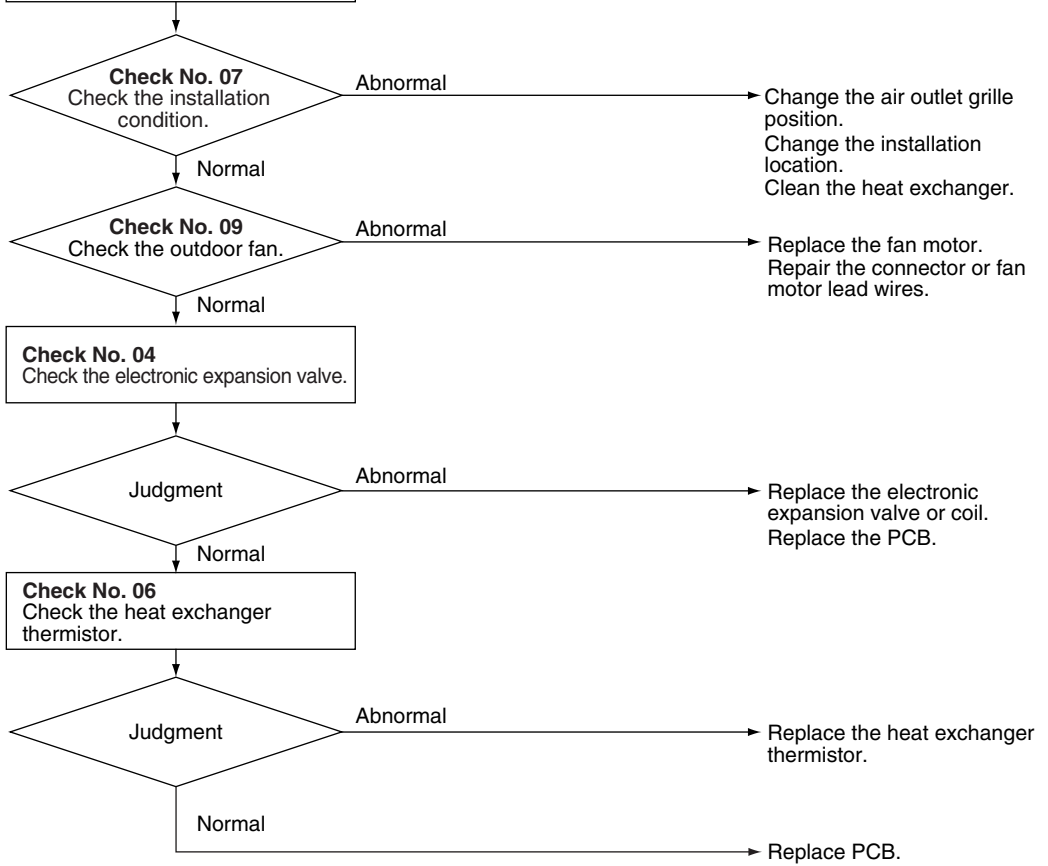 Check No. 07
Check the installation
condition.
Abnormal
Change the air outlet grille
position.
Change the installation
location.
Clean the heat exchanger.
Normal
Check No. 09
Check the outdoor fan.
Abnormal
Replace the fan motor.
Repair the connector or fan
motor lead wires.
Normal
Check No. 04
Check the electronic expansion valve.
Judgment
Abnormal
Replace the electronic
expansion valve or coil.
Replace the PCB.
Normal
Check No. 06
Check the heat exchanger
thermistor.
Judgment
Abnormal
Replace the heat exchanger
thermistor.
Normal
Replace PCB.